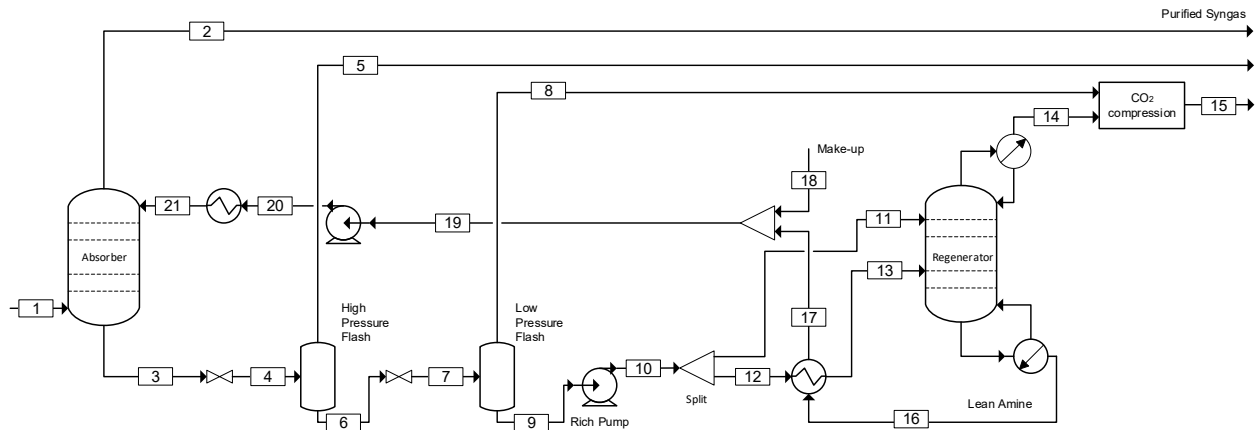 Purified Syngas
2
5
8
CO₂
compression
15
14
Make-up
18
21
20
19
11
Absorber
Regenerator
13
1
High
Pressure
Flash
Low
Pressure
Flash
17
3
4
7
10
12
Split
Lean Amine
6
9
Rich Pump
16